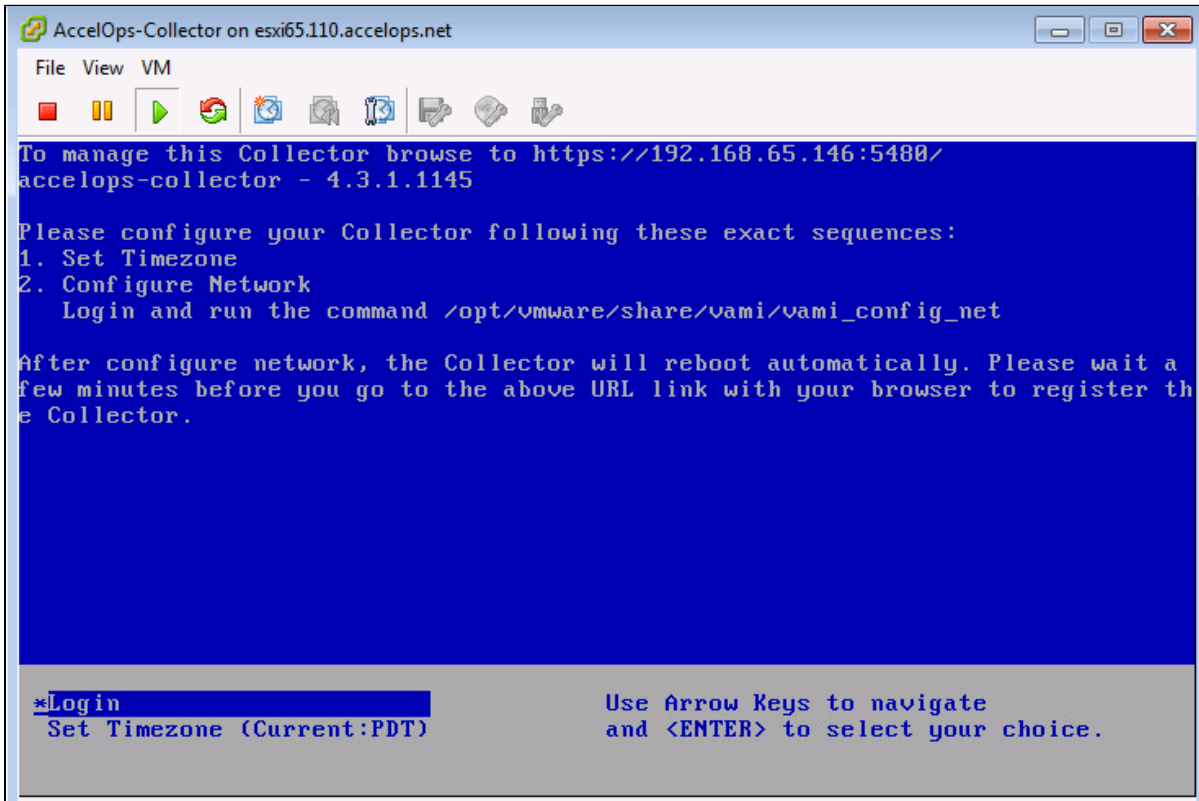 AccelOps-Collector on esxi65.110.accelops.net
File View VM
To manage this Collector browse to https://192.168.65.146:5480/
accelops-collector - 4.3.1.1145
Please configure your Collector following these exact sequences:
1. Set Timezone
2. Configure Network
Login and run the command /opt/vmware/share/vami/vami_config_net
After configure network, the Collector will reboot automatically. Please wait a
few minutes before you go to the above URL link with your browser to register th
e Collector.
*Login
Use Arrow Keys to navigate
Set Timezone (Current:PDT)
and <ENTER> to select your choice.